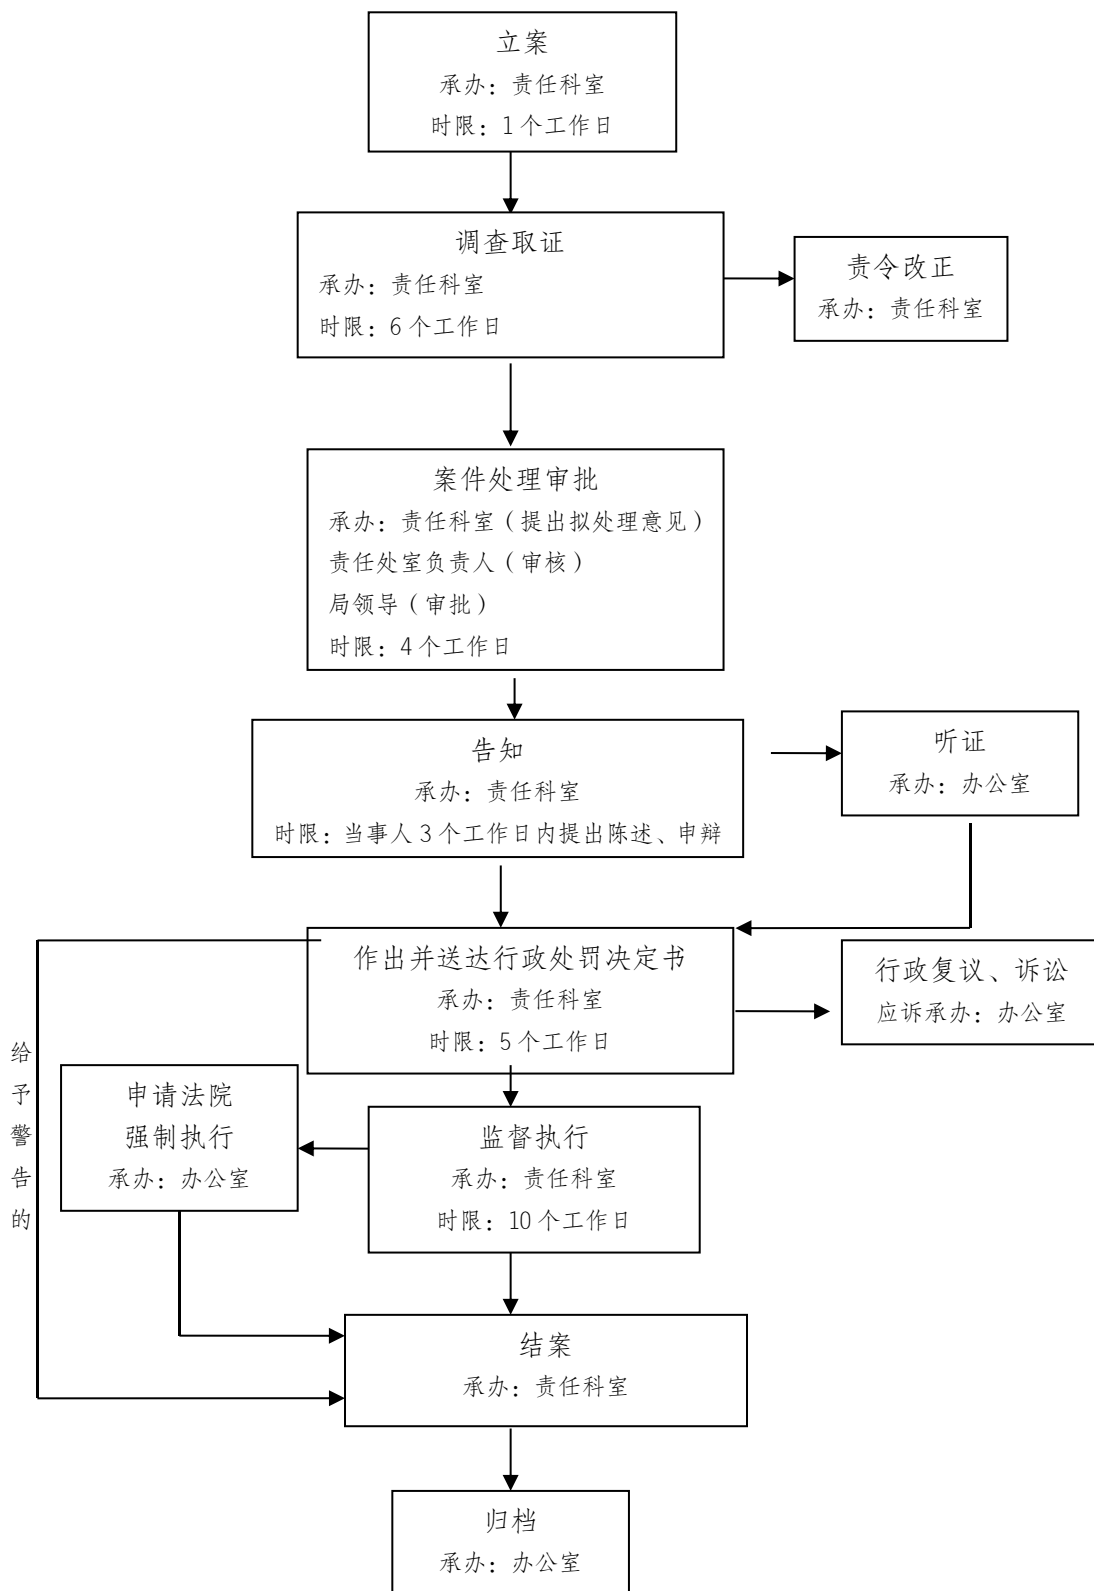 立案
承办：责任科室
时限：1个工作日
调查取证
承办：责任科室
时限：6个工作日
责令改正
承办：责任科室
案件处理审批
承办：责任科室（提出拟处理意见）
责任处室负责人（审核）
局领导（审批）
时限：4个工作日
告知
承办：责任科室
时限：当事人3个工作日内提出陈述、申辩
听证
承办：办公室
作出并送达行政处罚决定书
承办：责任科室
时限：5个工作日
行政复议、诉讼
应诉承办：办公室
给予警告的
申请法院
强制执行
承办：办公室
监督执行
承办：责任科室
时限：10个工作日
结案
承办：责任科室
归档
承办：办公室